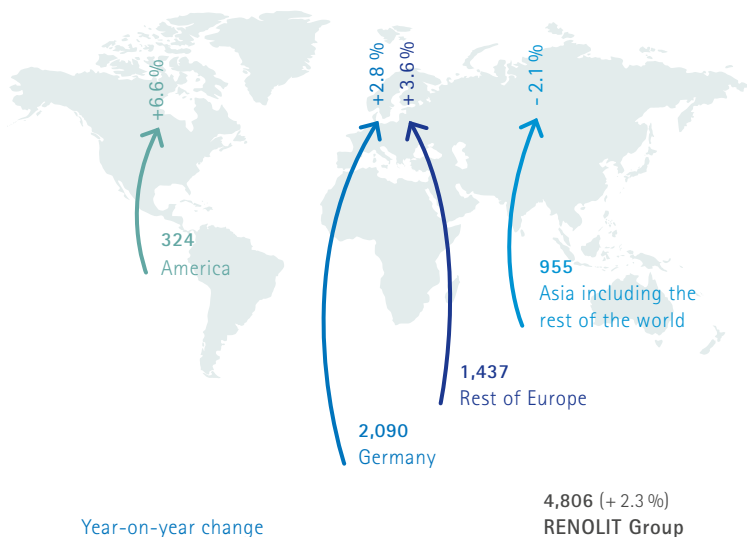 +6.6 %
+2.8 %
+ 3.6 %
- 2.1 %
324
America
955
Asia including the
rest of the world
1,437
Rest of Europe
2,090
Germany
4,806 (+ 2.3 %)
RENOLIT Group
Year-on-year change